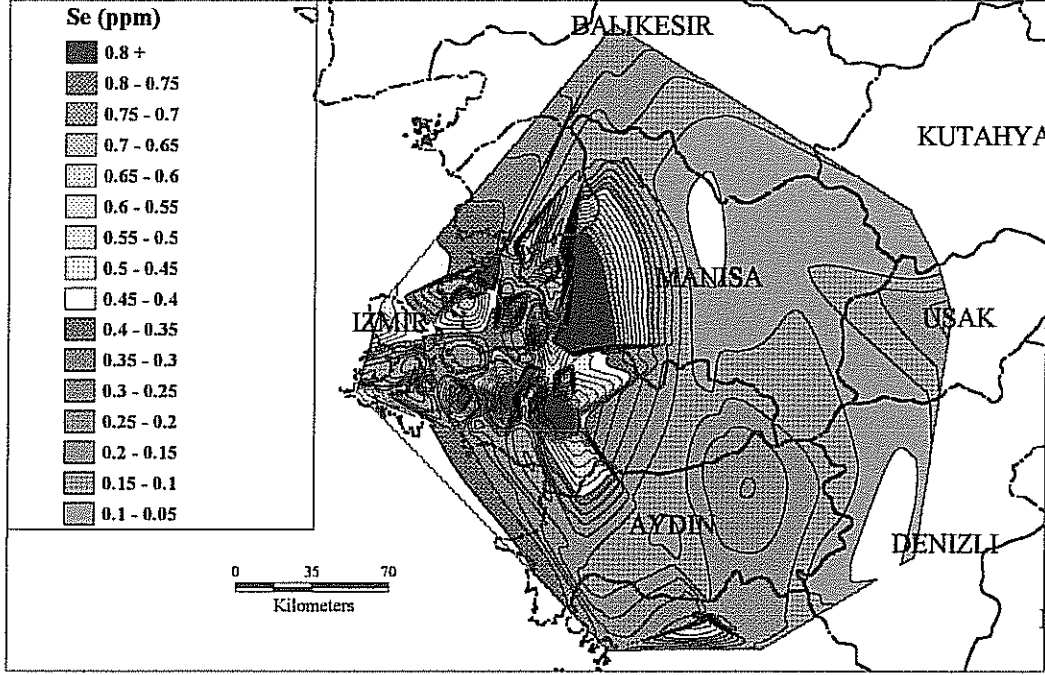 Se (ppm)
0.8 +
0.8 - 0.75
0.75 - 0.7
0.7 - 0.65
0.65 - 0.6
0.6 - 0.55
0.55 - 0.5
0.5 - 0.45
0.45 - 0.4
0.4 - 0.35
0.35 - 0.3
0.3 - 0.25
0.25 - 0.2
0.2 - 0.15
0.15 - 0.1
0.1 - 0.05
BALIKESIR
KUTAHYA
MANISA
IZMIR
USAK
AYDIN
DENIZLI
0 35 70
Kilometers